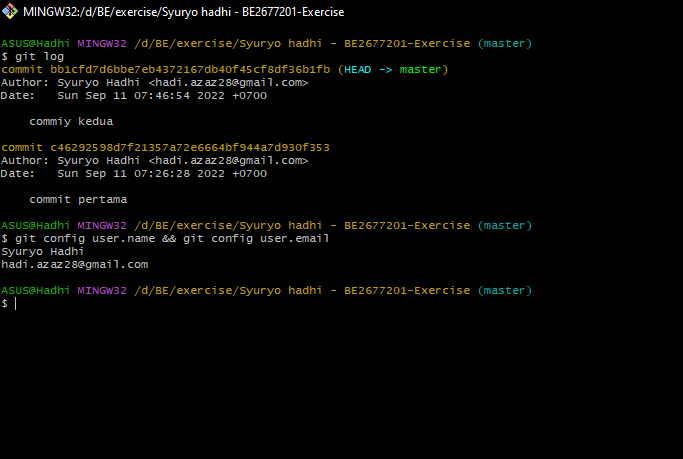 MINGW32:/d/BE/exercise/Syuryo hadhi - BE2677201-Exercise
ASUS@Hadhi MINGW32 /d/BE/exercise/Syuryo hadhi - BE2677201-Exercise (master)
$ git log
commit bb1cfd7d6bbe7eb4372167db40f45cf8df36b1fb (HEAD -> master)
Author: Syuryo Hadhi <hadi.azaz28@gmail.com>
Date:   Sun Sep 11 07:46:54 2022 +0700
commiy kedua
commit c46292598d7f21357a72e6664bf944a7d930f353
Author: Syuryo Hadhi <hadi.azaz28@gmail.com>
Date:   Sun Sep 11 07:26:28 2022 +0700
commit pertama
ASUS@Hadhi MINGW32 /d/BE/exercise/Syuryo hadhi - BE2677201-Exercise (master)
$ git config user.name && git config user.email
Syuryo Hadhi
hadi.azaz28@gmail.com
ASUS@Hadhi MINGW32 /d/BE/exercise/Syuryo hadhi - BE2677201-Exercise (master)
$